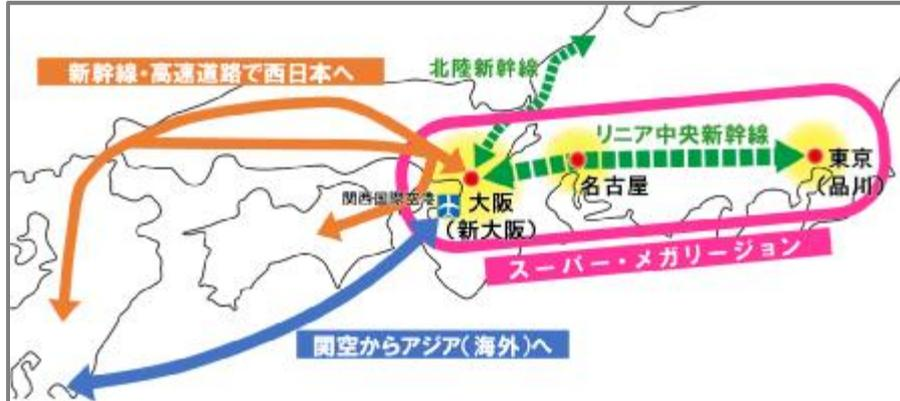 新幹線・高速道路で西日本へ
北陸新幹線
リニア中央新幹線
東京
（品川）
名古屋
関西国際空港
大阪
（新大阪）
スーパー・メガリージョン
関空からアジア（海外）へ